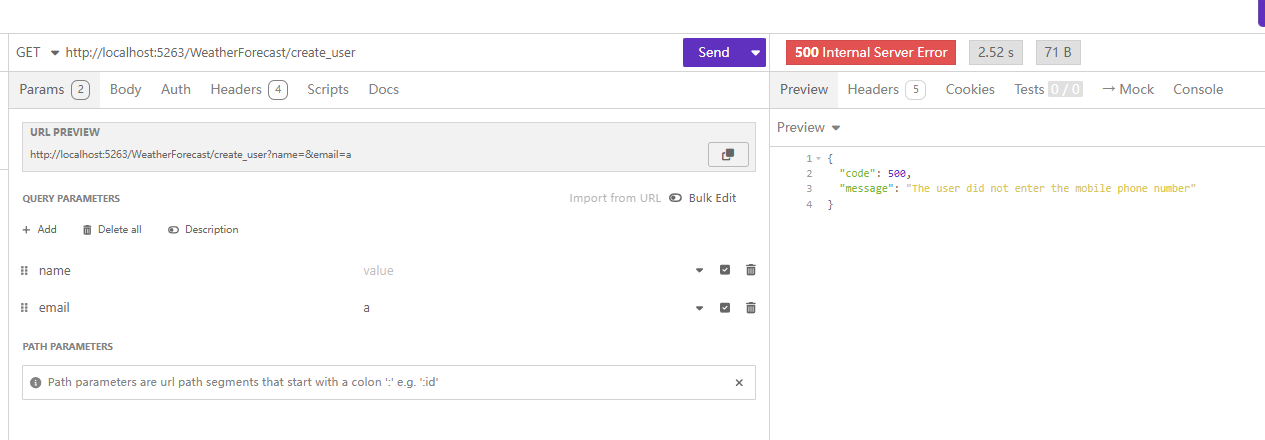 GET http://localhost:5263/WeatherForecast/create_user Send
500 Internal Server Error 2.52 s 71 B
Params 2 Body Auth Headers 4 Scripts Docs
Preview Headers 5 Cookies Tests 0 / 0 → Mock Console
URL PREVIEW
http://localhost:5263/WeatherForecast/create_user?name=&email=a
QUERY PARAMETERS Import from URL Bulk Edit
+ Add Delete all Description
name value
email a
PATH PARAMETERS
Path parameters are url path segments that start with a colon ':' e.g. ':id'
Preview
1 {
2 "code": 500,
3 "message": "The user did not enter the mobile phone number"
4 }